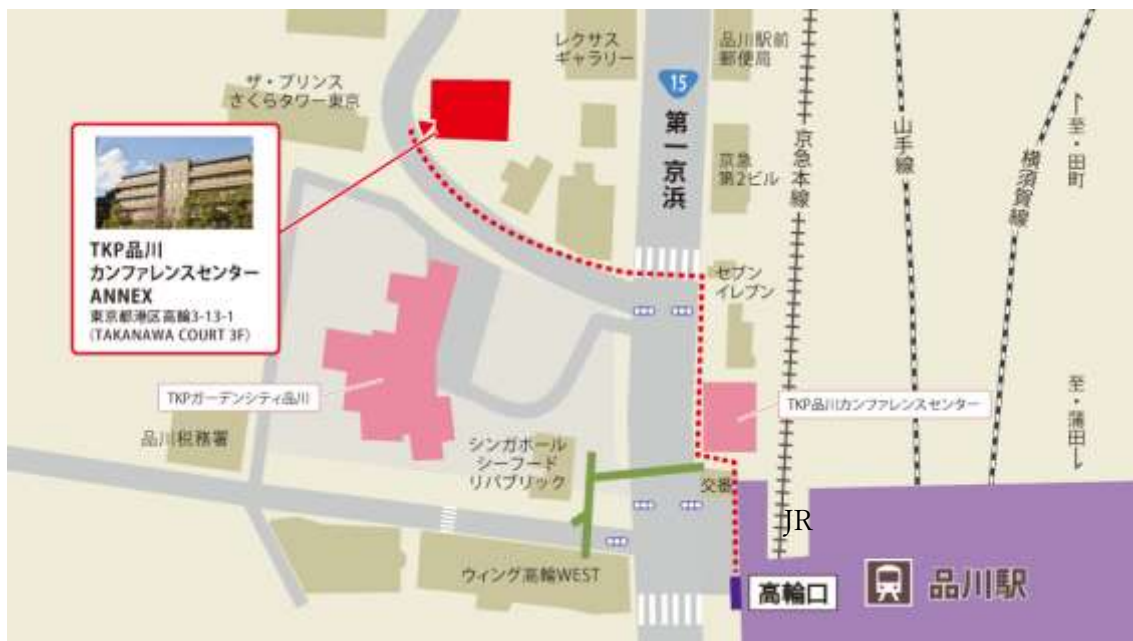 レクサス
ギャラリー
品川駅前
郵便局
ザ・プリンス
さくらタワー東京
15
第一京浜
京急
第2ビル
京急本線
山手線
横須賀線
至・田町
TKP品川
カンファレンスセンター
ANNEX
東京都港区高輪3-13-1
(TAKANAWA COURT 3F)
セブン
イレブン
TKPガーデンシティ品川
TKP品川カンファレンスセンター
至・蒲田
品川税務署
シンガポール
シーフード
リパブリック
交番
JR
ウィング高輪WEST
高輪口
品川駅